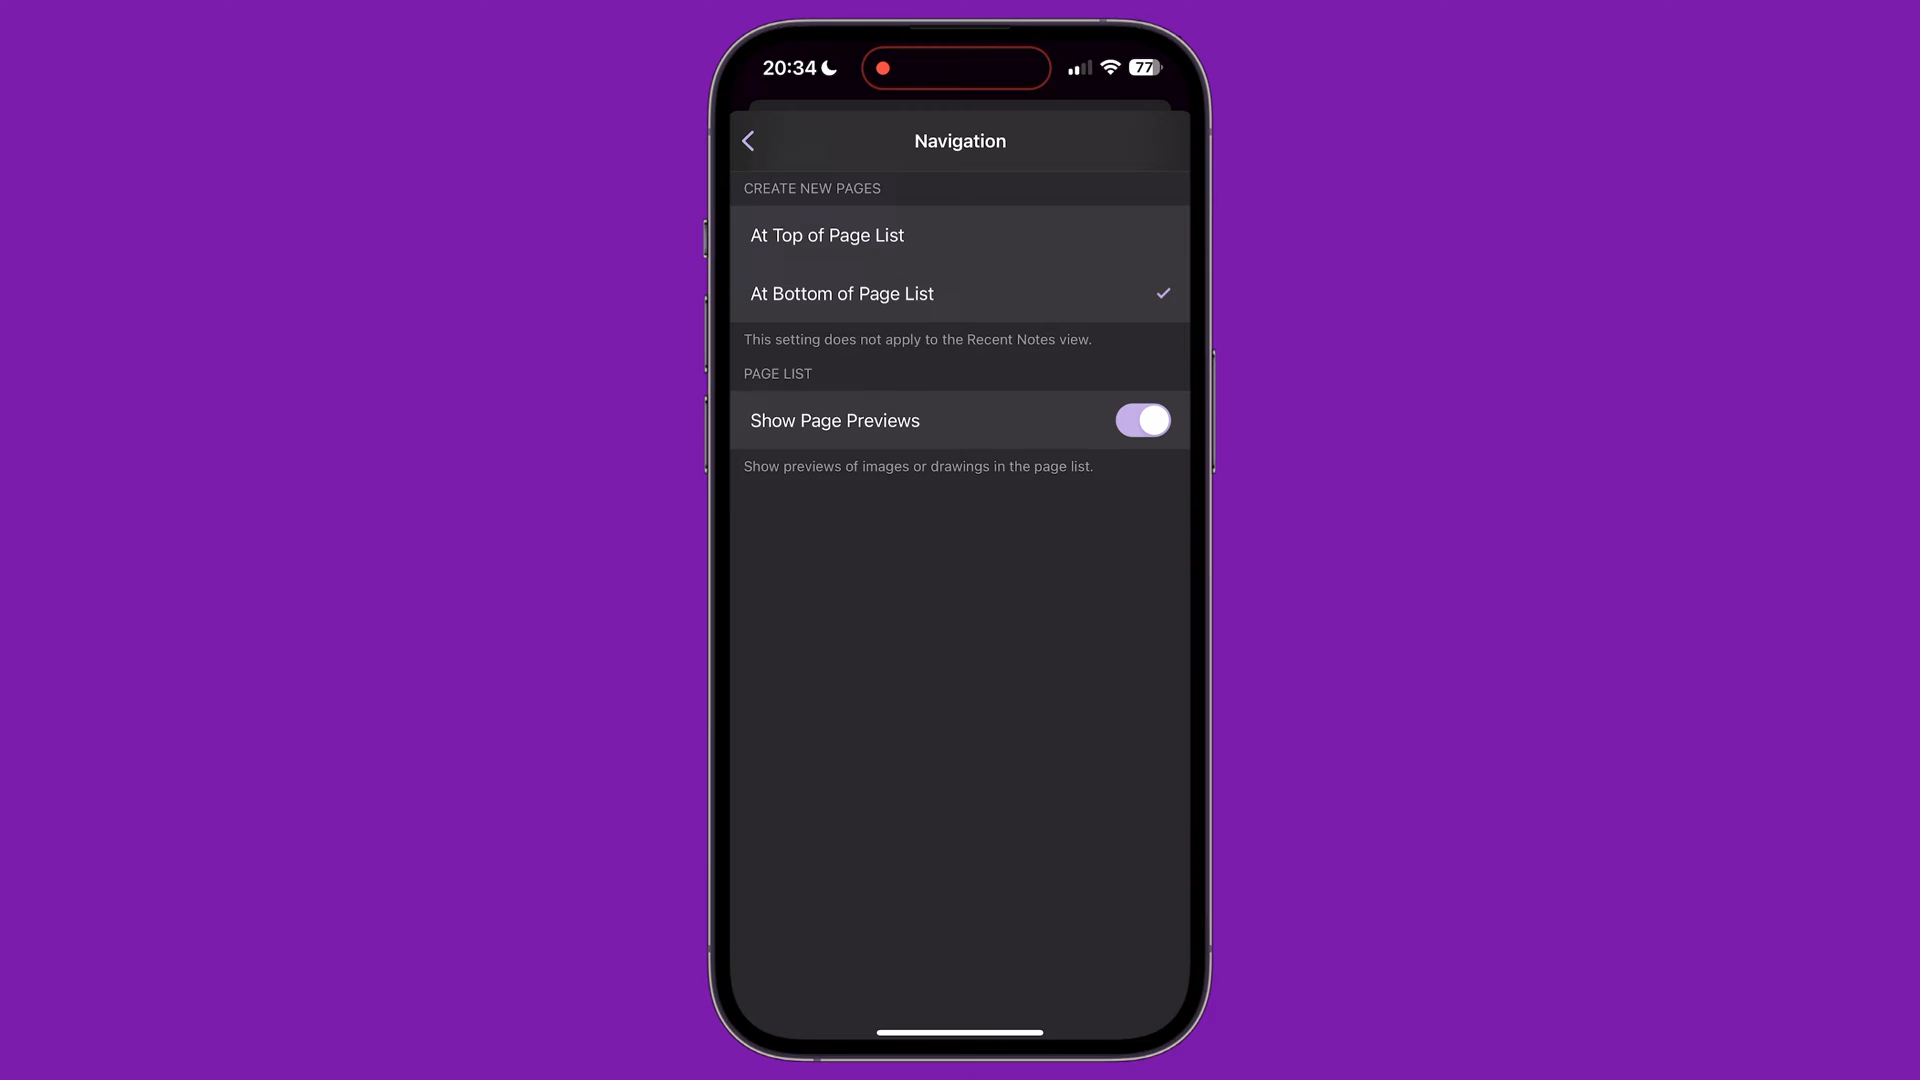 20:34
77
Navigation
CREATE NEW PAGES
At Top of Page List
At Bottom of Page List
This setting does not apply to the Recent Notes view.
PAGE LIST
Show Page Previews
Show previews of images or drawings in the page list.